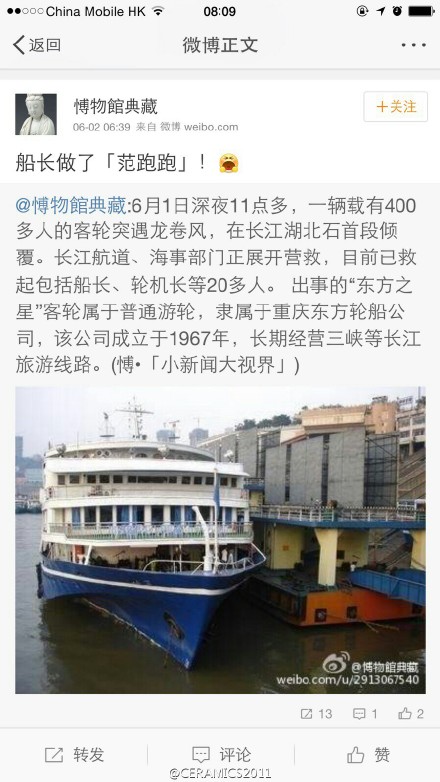 China Mobile HK
08:09
返回
微博正文
愽物館典藏
06-02 06:39 来自 微博 weibo.com
+关注
船长做了「范跑跑」！
@愽物館典藏:6月1日深夜11点多，一辆载有400
多人的客轮突遇龙卷风，在长江湖北石首段倾
覆。长江航道、海事部门正展开营救，目前已救
起包括船长、轮机长等20多人。 出事的“东方之
星”客轮属于普通游轮，隶属于重庆东方轮船公
司，该公司成立于1967年，长期经营三峡等长江
旅游线路。(愽•「小新闻大视界」)
@愽物館典藏
weibo.com/u/2913067540
13
1
2
转发
评论
赞
@CERAMICS2011